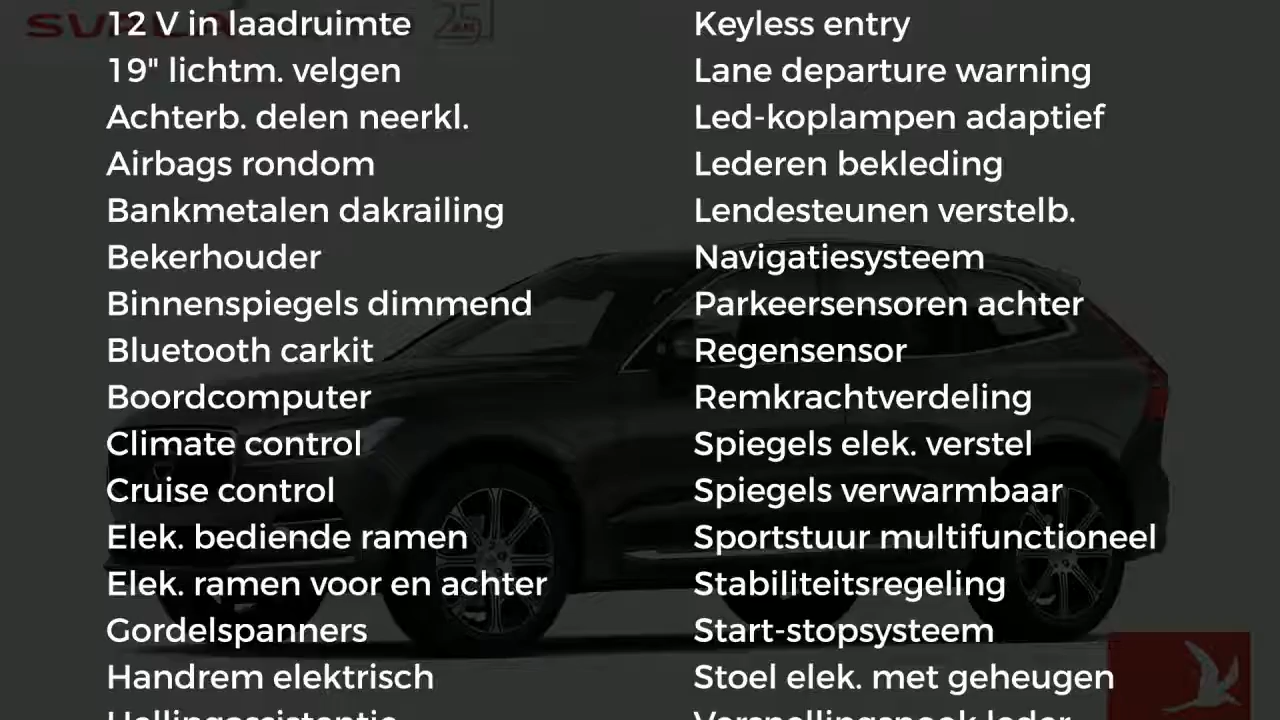 12 V in laadruimte
19" lichtm. velgen
Achterb. delen neerkl.
Airbags rondom
Bankmetalen dakrailing
Bekerhouder
Binnenspiegels dimmend
Bluetooth carkit
Boordcomputer
Climate control
Cruise control
Elek. bediende ramen
Elek. ramen voor en achter
Gordelspanners
Handrem elektrisch
Hellingassistentie
Keyless entry
Lane departure warning
Led-koplampen adaptief
Lederen bekleding
Lendesteunen verstelb.
Navigatiesysteem
Parkeersensoren achter
Regensensor
Remkrachtverdeling
Spiegels elek. verstel
Spiegels verwarmbaar
Sportstuur multifunctioneel
Stabiliteitsregeling
Start-stopsysteem
Stoel elek. met geheugen
Versnellingspook leder